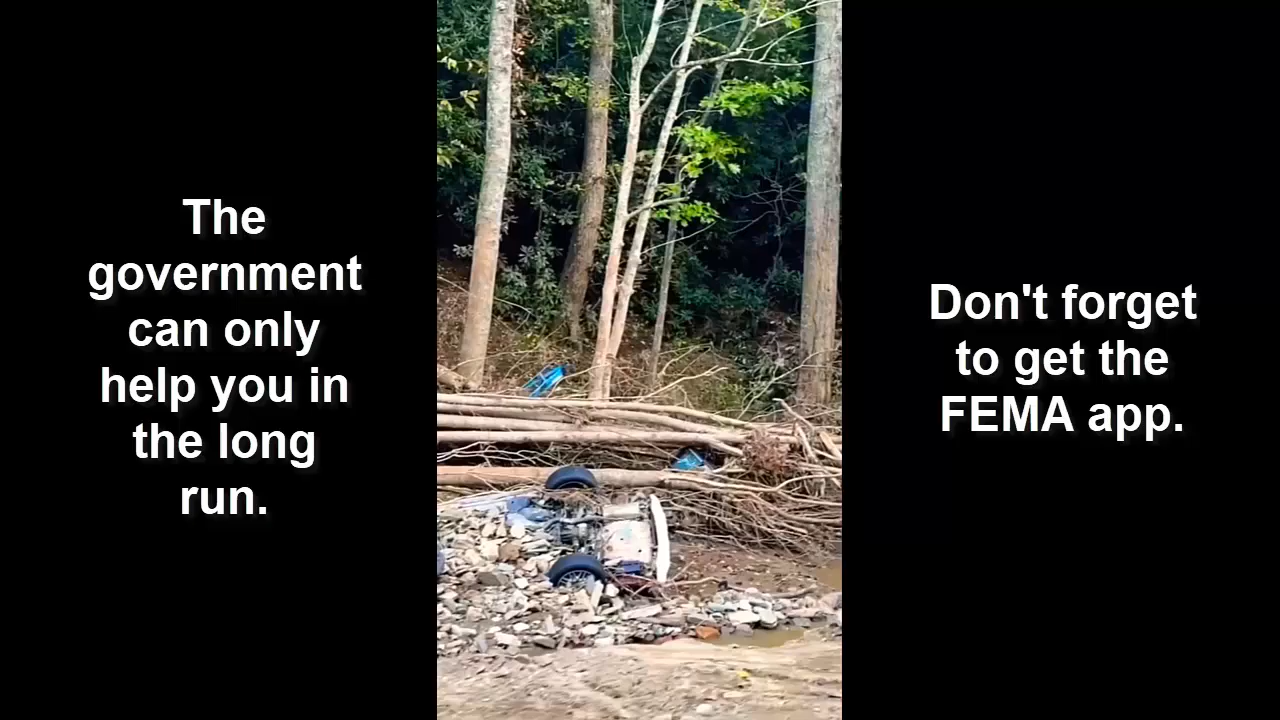 The
government
can only
help you in
the long
run.
Don't forget
to get the
FEMA app.